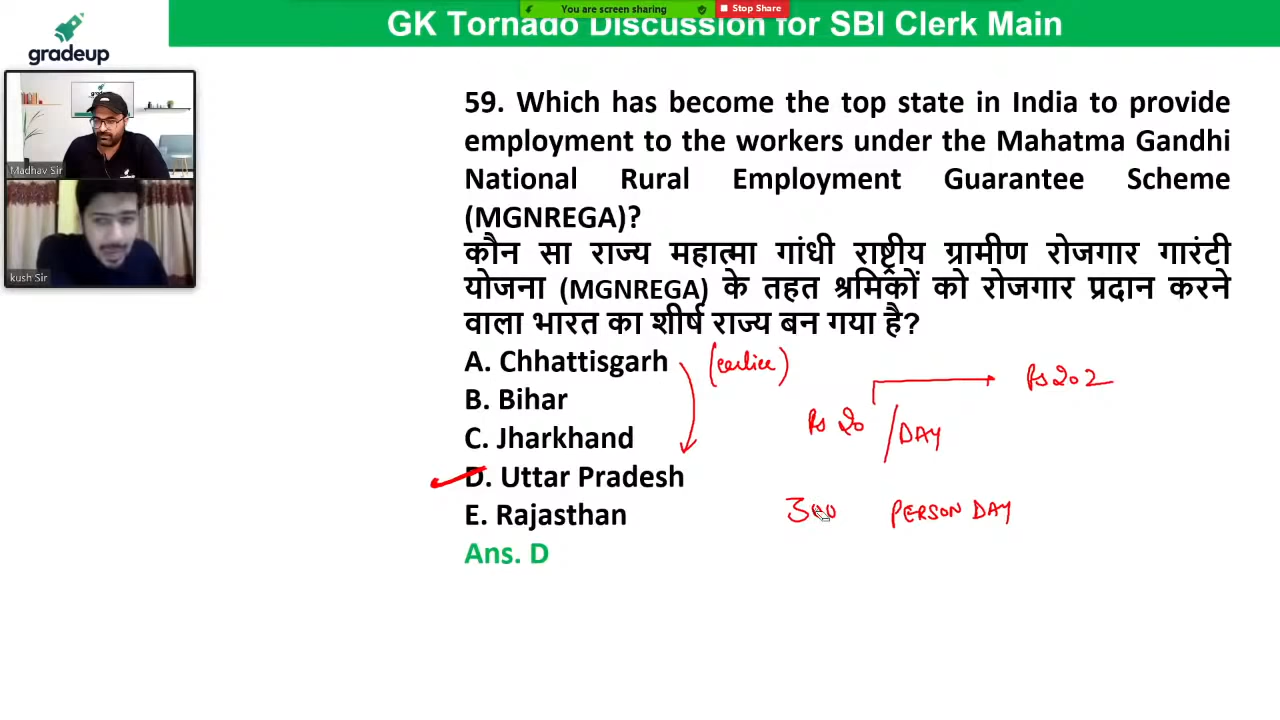 You are screen sharing
Stop Share
GK Tornado Discussion for SBI Clerk Main
gradeup
Madhav Sir
kush Sir
59. Which has become the top state in India to provide
employment to the workers under the Mahatma Gandhi
National Rural Employment Guarantee Scheme
(MGNREGA)?
कौन सा राज्य महात्मा गांधी राष्ट्रीय ग्रामीण रोजगार गारंटी
योजना (MGNREGA) के तहत श्रमिकों को रोजगार प्रदान करने
वाला भारत का शीर्ष राज्य बन गया है?
A. Chhattisgarh (earlier)
B. Bihar
C. Jharkhand
D. Uttar Pradesh
E. Rajasthan
Ans. D
Rs 202
Rs 20 /DAY
300 PERSON DAY